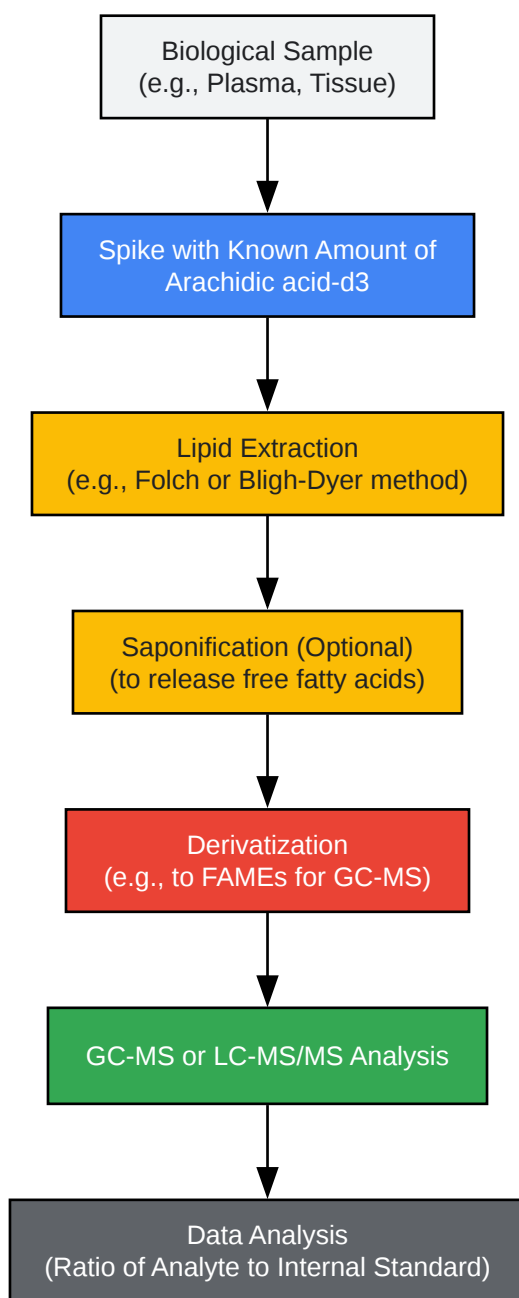 Biological Sample
(e.g., Plasma, Tissue)
Spike with Known Amount of
Arachidic acid-d3
Lipid Extraction
(e.g., Folch or Bligh-Dyer method)
Saponification (Optional)
(to release free fatty acids)
Derivatization
(e.g., to FAMEs for GC-MS)
GC-MS or LC-MS/MS Analysis
Data Analysis
(Ratio of Analyte to Internal Standard)